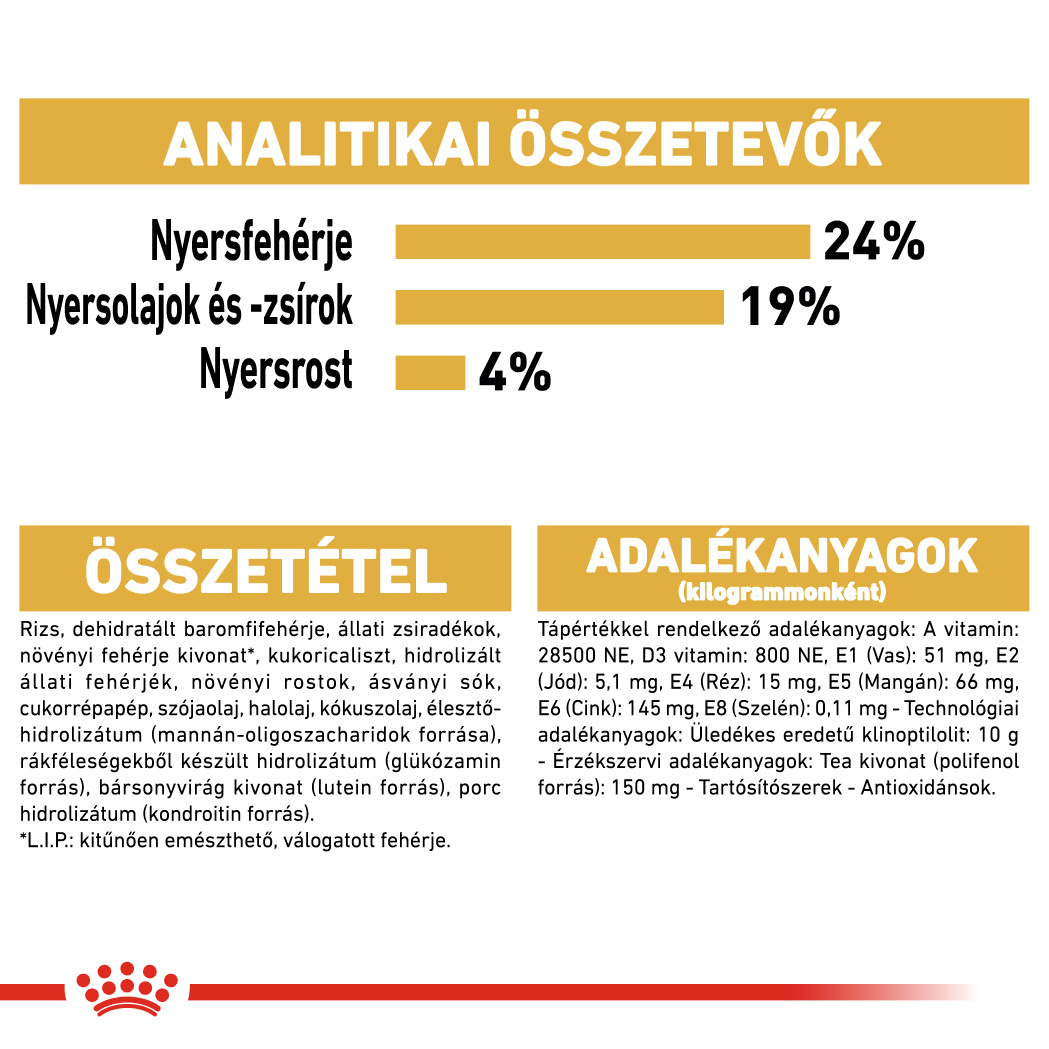 ANALITIKAI ÖSSZETEVŐK
Nyersfehérje 24%
Nyersolajok és -zsírok 19%
Nyersrost 4%
ÖSSZETÉTEL
Rizs, dehidratált baromfifehérje, állati zsiradékok,
növényi fehérje kivonat*, kukoricaliszt, hidrolizált
állati fehérjék, növényi rostok, ásványi sók,
cukorrépapép, szójaolaj, halolaj, kókuszolaj, élesztő-
hidrolizátum (mannán-oligoszacharidok forrása),
rákféleségekből készült hidrolizátum (glükózamin
forrás), bársonyvirág kivonat (lutein forrás), porc
hidrolizátum (kondroitin forrás).
*L.I.P.: kitűnően emészthető, válogatott fehérje.
ADALÉKANYAGOK
(kilogrammonként)
Tápértékkel rendelkező adalékanyagok: A vitamin:
28500 NE, D3 vitamin: 800 NE, E1 (Vas): 51 mg, E2
(Jód): 5,1 mg, E4 (Réz): 15 mg, E5 (Mangán): 66 mg,
E6 (Cink): 145 mg, E8 (Szelén): 0,11 mg - Technológiai
adalékanyagok: Üledékes eredetű klinoptilolit: 10 g
- Érzékszervi adalékanyagok: Tea kivonat (polifenol
forrás): 150 mg - Tartósítószerek - Antioxidánsok.